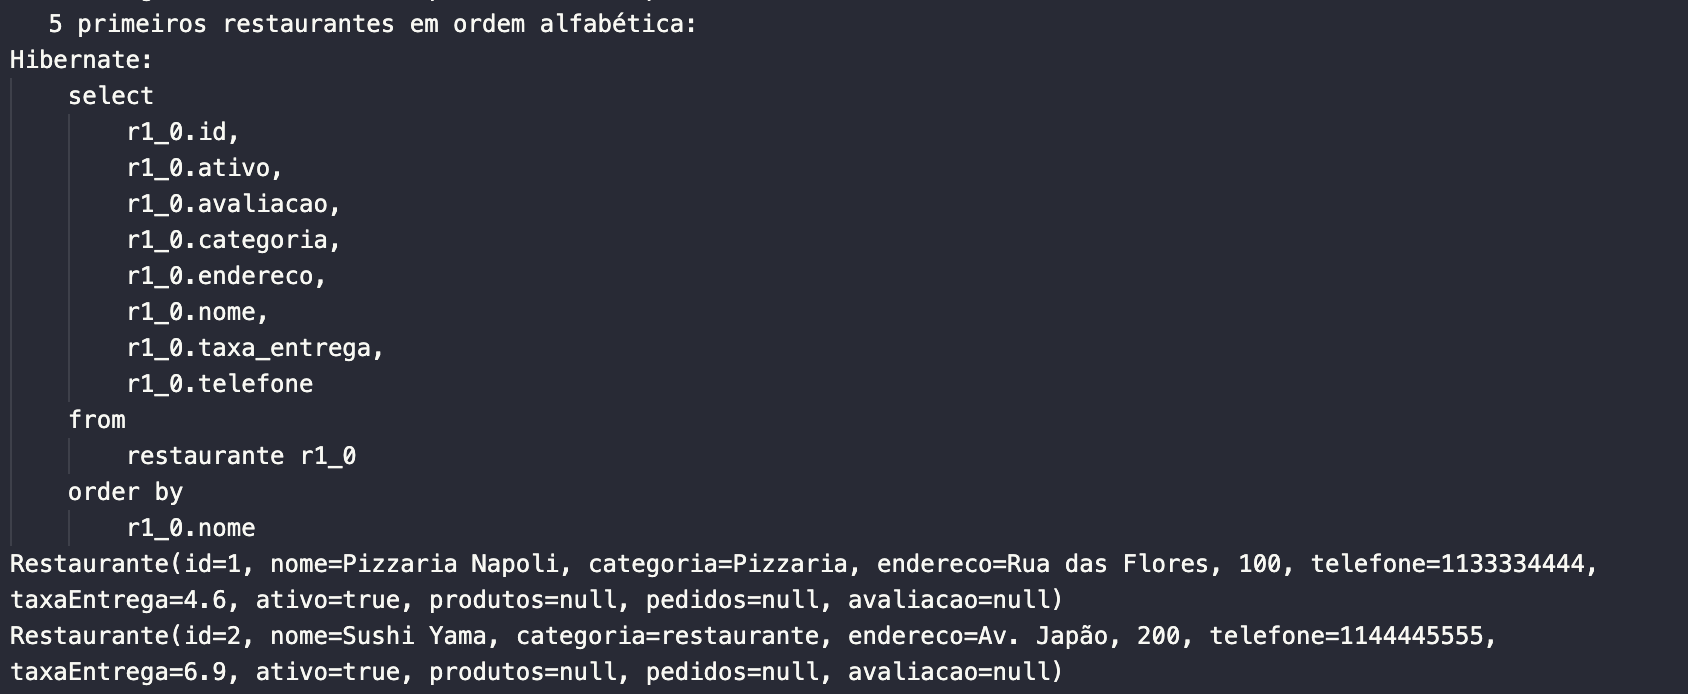 5 primeiros restaurantes em ordem alfabética:
Hibernate:
select
r1_0.id,
r1_0.ativo,
r1_0.avaliacao,
r1_0.categoria,
r1_0.endereco,
r1_0.nome,
r1_0.taxa_entrega,
r1_0.telefone
from
restaurante r1_0
order by
r1_0.nome
Restaurante(id=1, nome=Pizzaria Napoli, categoria=Pizzaria, endereco=Rua das Flores, 100, telefone=1133334444,
taxaEntrega=4.6, ativo=true, produtos=null, pedidos=null, avaliacao=null)
Restaurante(id=2, nome=Sushi Yama, categoria=restaurante, endereco=Av. Japão, 200, telefone=1144445555,
taxaEntrega=6.9, ativo=true, produtos=null, pedidos=null, avaliacao=null)